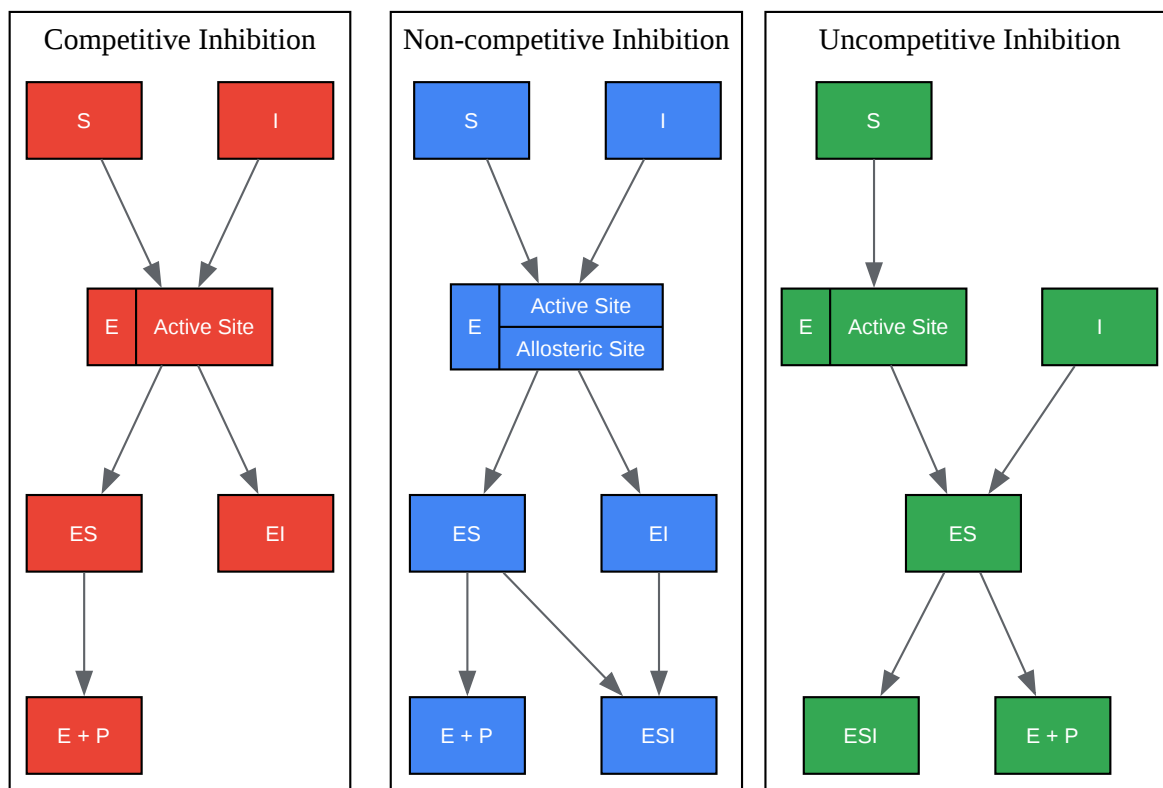 Competitive Inhibition
S
I
E
Active Site
ES
EI
E + P
Non-competitive Inhibition
S
I
E
Active Site
Allosteric Site
ES
EI
E + P
ESI
Uncompetitive Inhibition
S
E
Active Site
I
ES
ESI
E + P